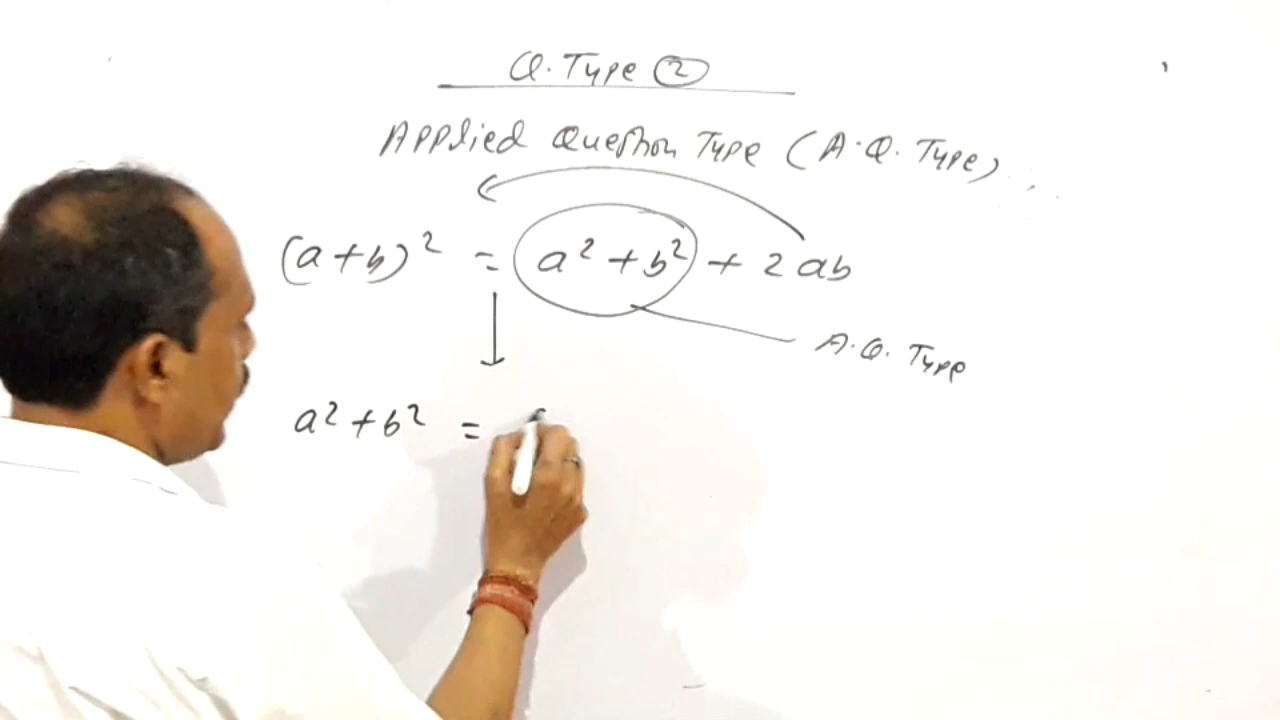 Q. Type ②
Applied Question Type (A.Q. Type)
(a+b)² = a² + b² + 2ab
A.Q. Type
a² + b² =